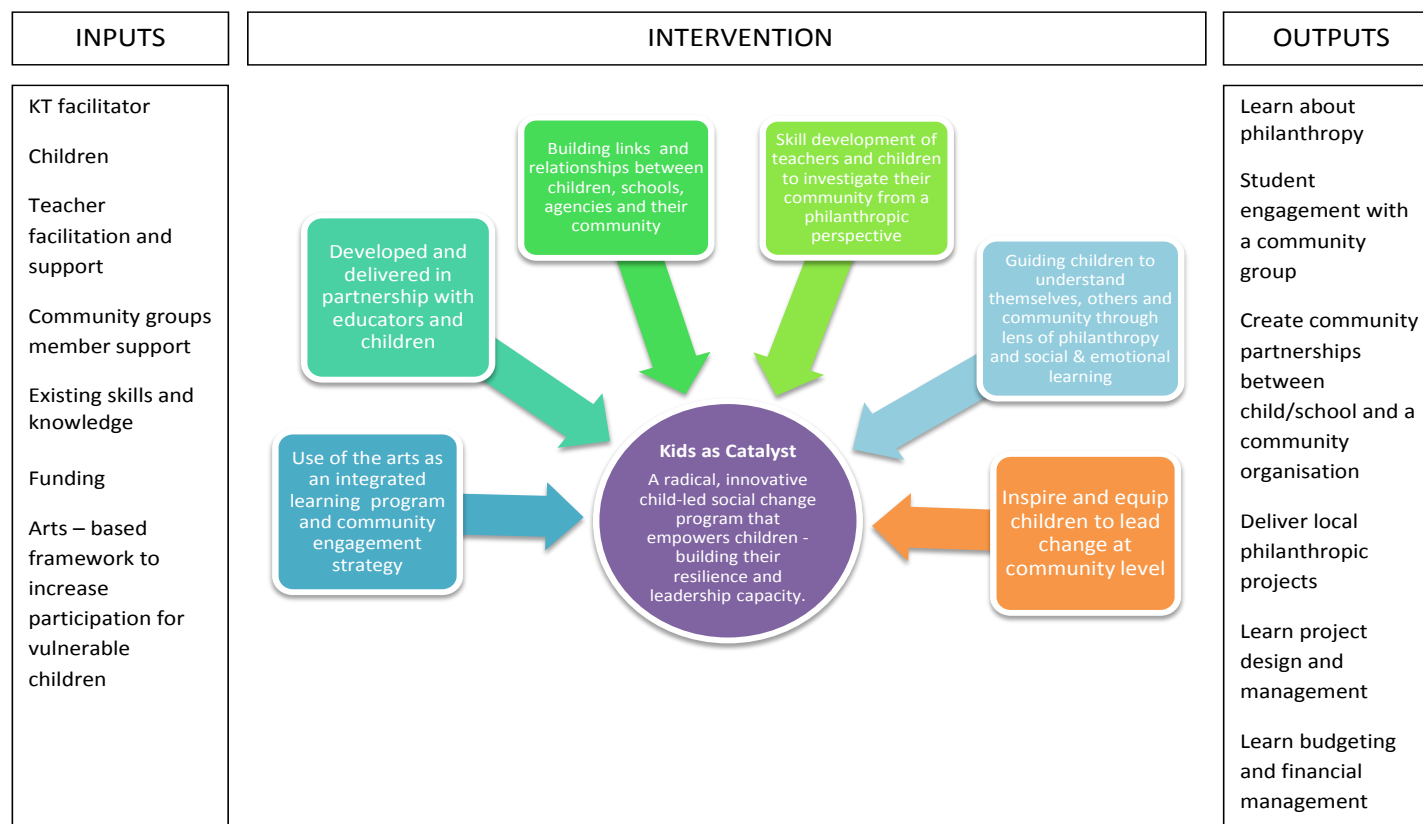 INPUTS
INTERVENTION
OUTPUTS
KT facilitator
Children
Teacher
facilitation and
support
Community groups
member support
Existing skills and
knowledge
Funding
Arts – based
framework to
increase
participation for
vulnerable
children
Use of the arts as
an integrated
learning program
and community
engagement
strategy
Developed and
delivered in
partnership with
educators and
children
Building links and
relationships between
children, schools,
agencies and their
community
Skill development of
teachers and children
to investigate their
community from a
philanthropic
perspective
Guiding children to
understand
themselves, others and
community through
lens of philanthropy
and social & emotional
learning
Inspire and equip
children to lead
change at
community level
Kids as Catalyst
A radical, innovative
child-led social change
program that
empowers children -
building their
resilience and
leadership capacity.
Learn about
philanthropy
Student
engagement with
a community
group
Create community
partnerships
between
child/school and a
community
organisation
Deliver local
philanthropic
projects
Learn project
design and
management
Learn budgeting
and financial
management